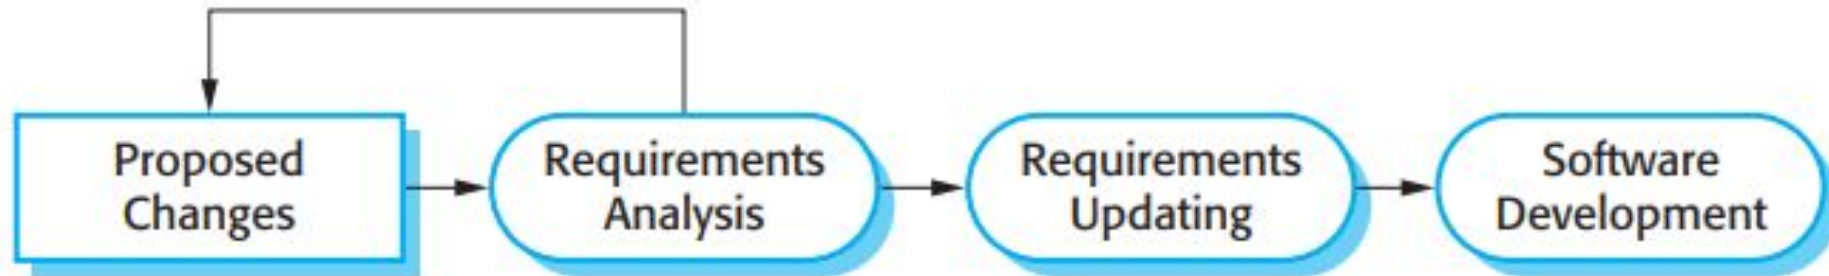 Proposed
Changes
Requirements
Analysis
Requirements
Updating
Software
Development